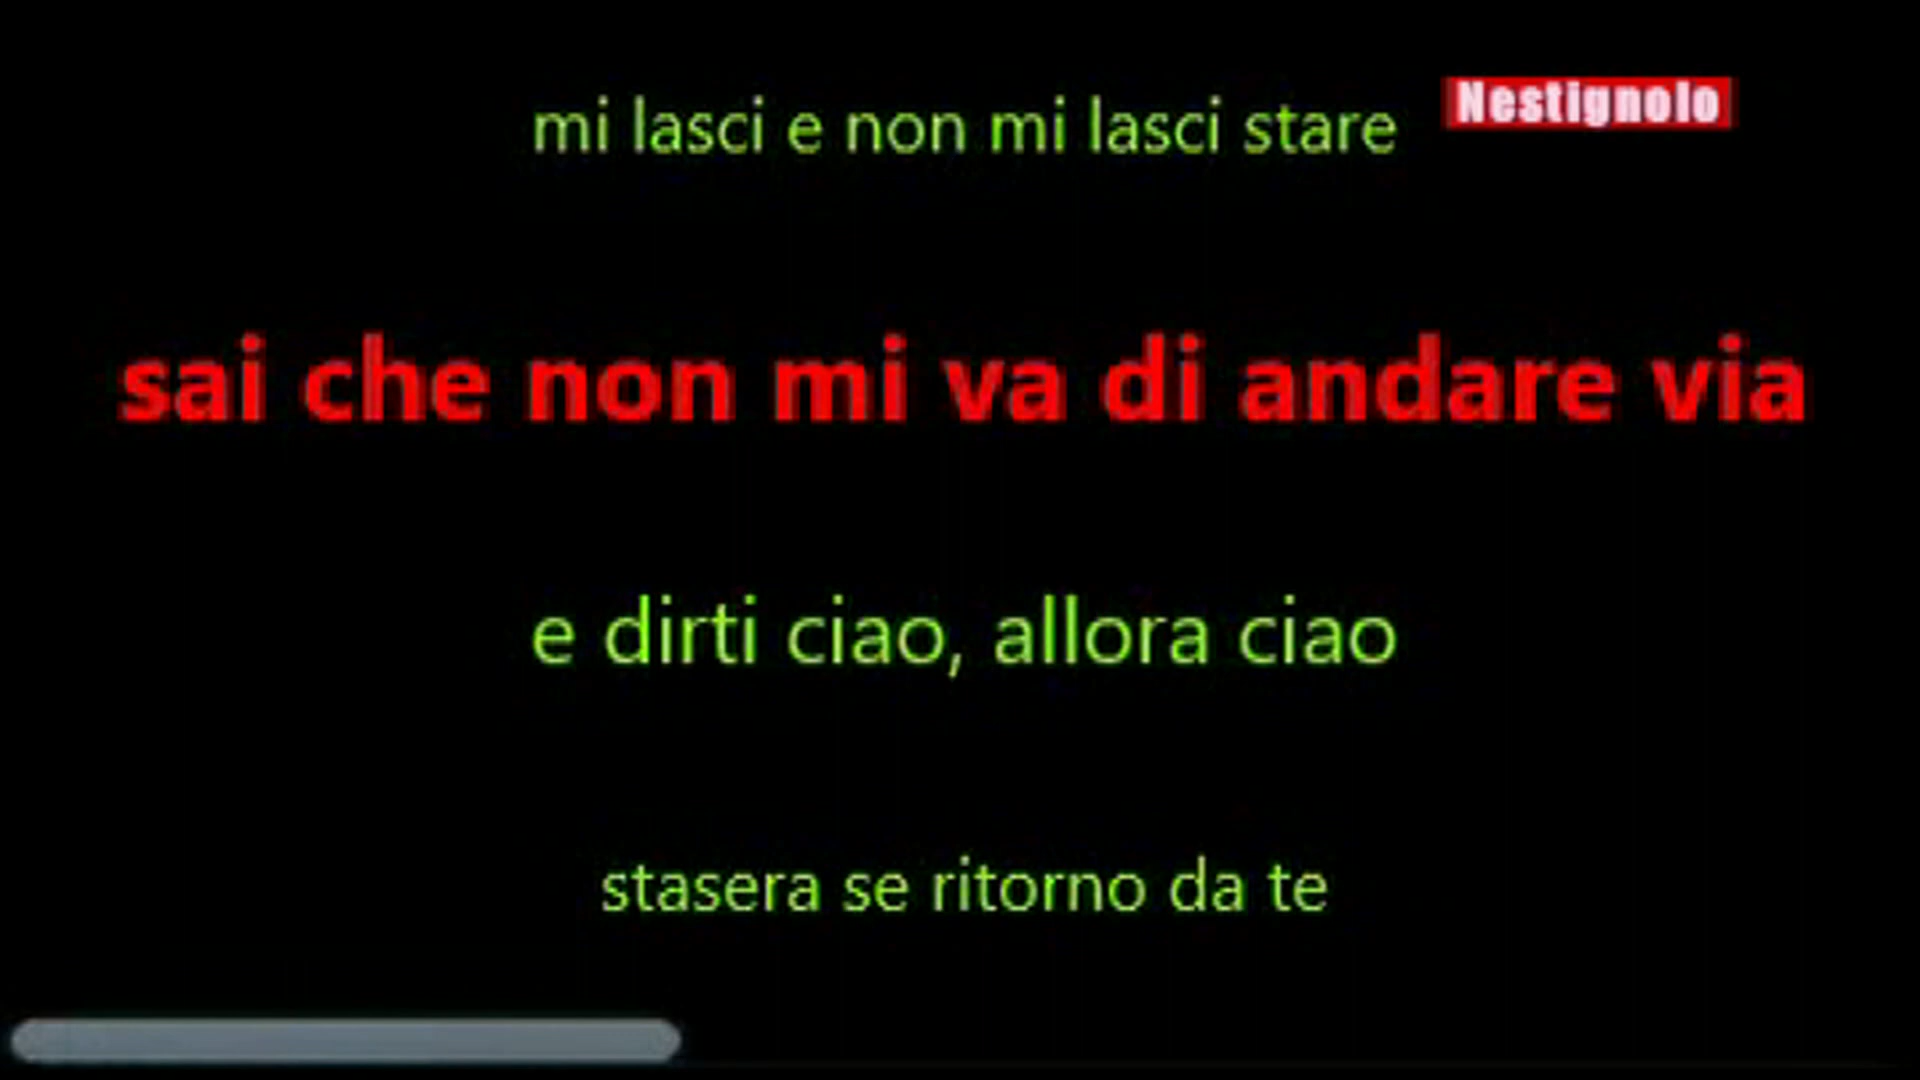 mi lasci e non mi lasci stare
Nestignolo
sai che non mi va di andare via
e dirti ciao, allora ciao
stasera se ritorno da te